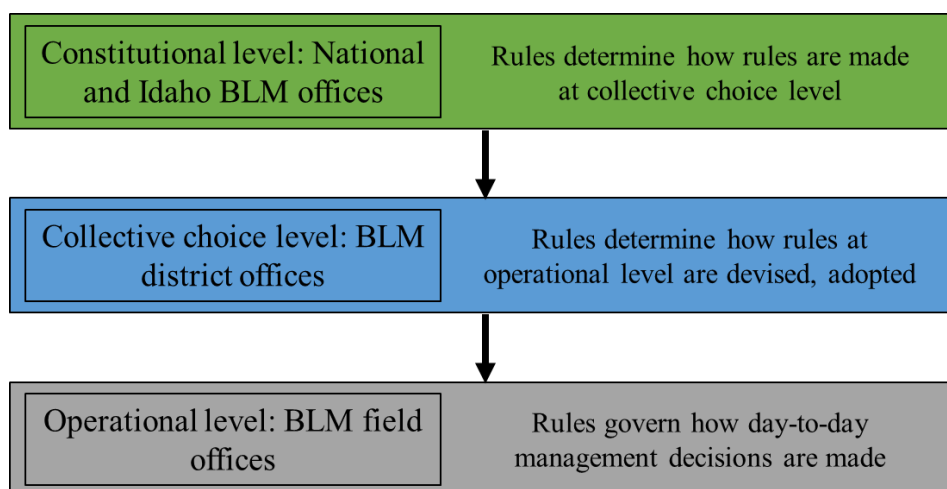 Constitutional level: National
and Idaho BLM offices
Rules determine how rules are made
at collective choice level
Collective choice level: BLM
district offices
Rules determine how rules at
operational level are devised, adopted
Operational level: BLM field
offices
Rules govern how day-to-day
management decisions are made